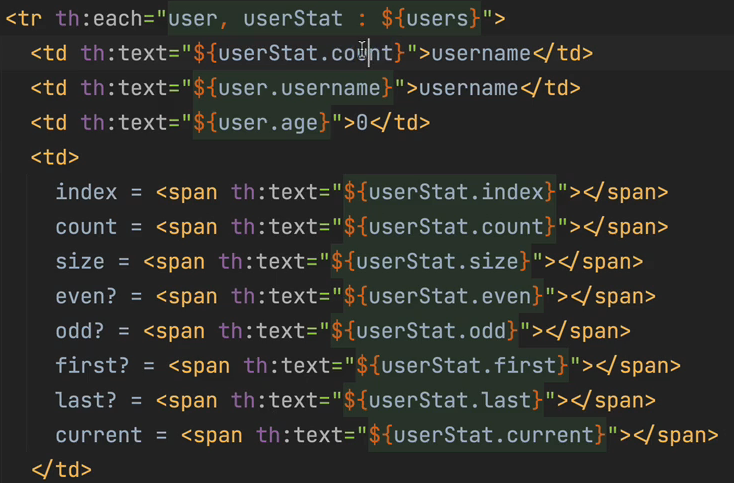 <tr th:each="user, userStat : ${users}">
<td th:text="${userStat.count}">username</td>
<td th:text="${user.username}">username</td>
<td th:text="${user.age}">0</td>
<td>
index = <span th:text="${userStat.index}"></span>
count = <span th:text="${userStat.count}"></span>
size = <span th:text="${userStat.size}"></span>
even? = <span th:text="${userStat.even}"></span>
odd? = <span th:text="${userStat.odd}"></span>
first? = <span th:text="${userStat.first}"></span>
last? = <span th:text="${userStat.last}"></span>
current = <span th:text="${userStat.current}"></span>
</td>